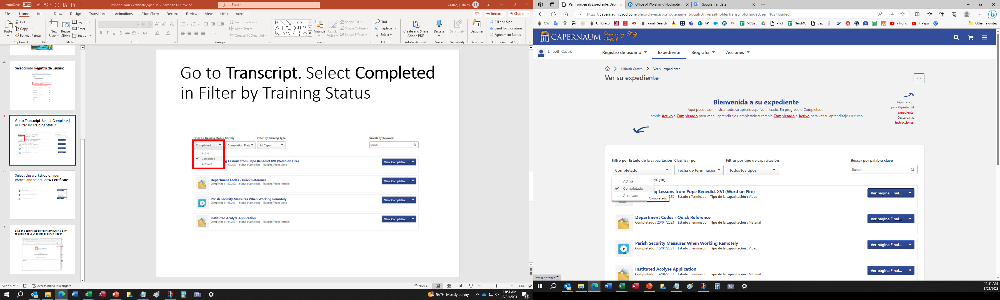 AutoSave Off
Printing Your Certificate_Spanish • Saved to N: Drive
Search
Castro, Lilibeth
File Home Insert Draw Design Transitions Animations Slide Show Record Review View Help Acrobat
Record Share
Paste Cut Copy Format Painter
Clipboard
New Slide Reuse Slides Layout Reset Section
Slides
44
Font
Text Direction
Align Text
Convert to SmartArt
Paragraph
Arrange Quick Styles Shape Fill Shape Outline Shape Effects
Drawing
Find
Replace
Select
Editing
Create and Share Adobe PDF
Adobe Acrobat
Dictate
Voice
Sensitivity
Sensitivity
Designer
Designer
Fill and Sign
Send for Signature
Agreement Status
Adobe Acrobat Sign
4
Seleccionar Registro de usuario
5
Go to Transcript. Select Completed
in Filter by Training Status
6
Select the workshop of your
choice and select View Certificate.
7
Save the certificate on your computer & print
to submit to your pastor or parish leader.
Go to Transcript. Select Completed
in Filter by Training Status
Filter by Training Status Sort by Filter by Training Type Search by Keyword
Completed Completion Date All Types Search
Active
Completed
Archived
ng Lessons from Pope Benedict XVI (Word on Fire)
5/17/2023 Status : Completed Training Type : Video
View Completio...
Department Codes - Quick Reference
Completed : 4/20/2023 Status : Completed Training Type : Material
View Completio...
Parish Security Measures When Working Remotely
Completed : 4/15/2021 Status : Completed Training Type : Video
View Completio...
Instituted Acolyte Application
Completed : 4/14/2021 Status : Completed Training Type : Material
View Completio...
Slide 5 of 7 Accessibility: Investigate
Notes 114%
96°F Mostly sunny
11:51 AM
8/21/2023
21
Perfil universal: Expediente. Desc
Office of Worship // Flocknote
Google Translate
https://capernaum.csod.com/phnx/driver.aspx?routename=Social/UniversalProfile/Transcript&TargetUser=182#loaded
OW Umbraco Parish Search AP MCList Pilot NewMC Cap YT-Eng YT-Spa Other favorites
CAPERNAUM Chancery Staff
Portal
Lilibeth Castro
Registro de usuario Expediente Biografía Acciones
Lilibeth Castro Ver su expediente
Ver su expediente
...
Bienvenida a su expediente
Aquí puede administrar todo su aprendizaje No iniciado, En progreso o Completado.
Cambie Activo a Completado para ver su aprendizaje Completado y cambie Completado a Activo para ver su aprendizaje En curso.
Haga clic aquí
para Reporte del
expediente.
Descarga las
Instrucciones.
Filtro por Estado de la capacitación Clasificar por Filtrar por tipo de capacitación Buscar por palabra clave
Completado Fecha de terminacion Todos los tipos Buscar
Activa
Completado
Archivado
Completado
da (10)
ng Lessons from Pope Benedict XVI (Word on Fire)
23 Estado : Terminado Tipo de la capacitación : Video
Ver página Final...
Department Codes - Quick Reference
Completado : 20/04/2023 Estado : Terminado Tipo de la capacitación : Material
Ver página Final...
Parish Security Measures When Working Remotely
Completado : 15/04/2021 Estado : Terminado Tipo de la capacitación : Video
Ver página Final...
Instituted Acolyte Application
Completado : 14/04/2021 Estado : Terminado Tipo de la capacitación : Material
Ver página Final...
javascript:void(0)
11:51 AM
8/21/2023